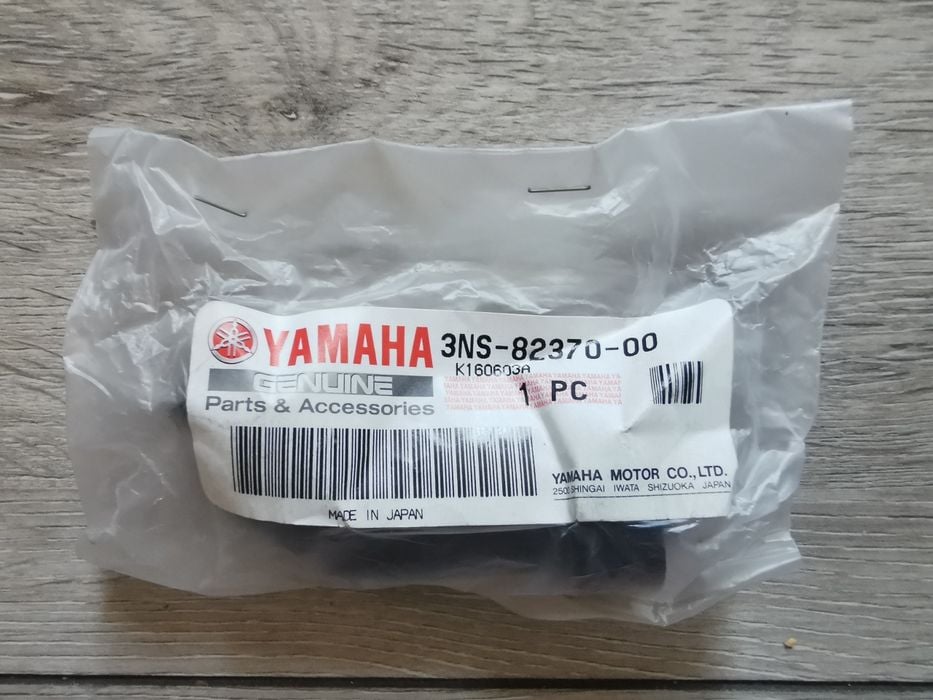 YAMAHA 3NS-82370-00
K160603A
GENUINE
1 PC
Parts & Accessories
YAMAHA MOTOR CO.,LTD.
2500 SHINGAI IWATA SHIZUOKA JAPAN
MADE IN JAPAN